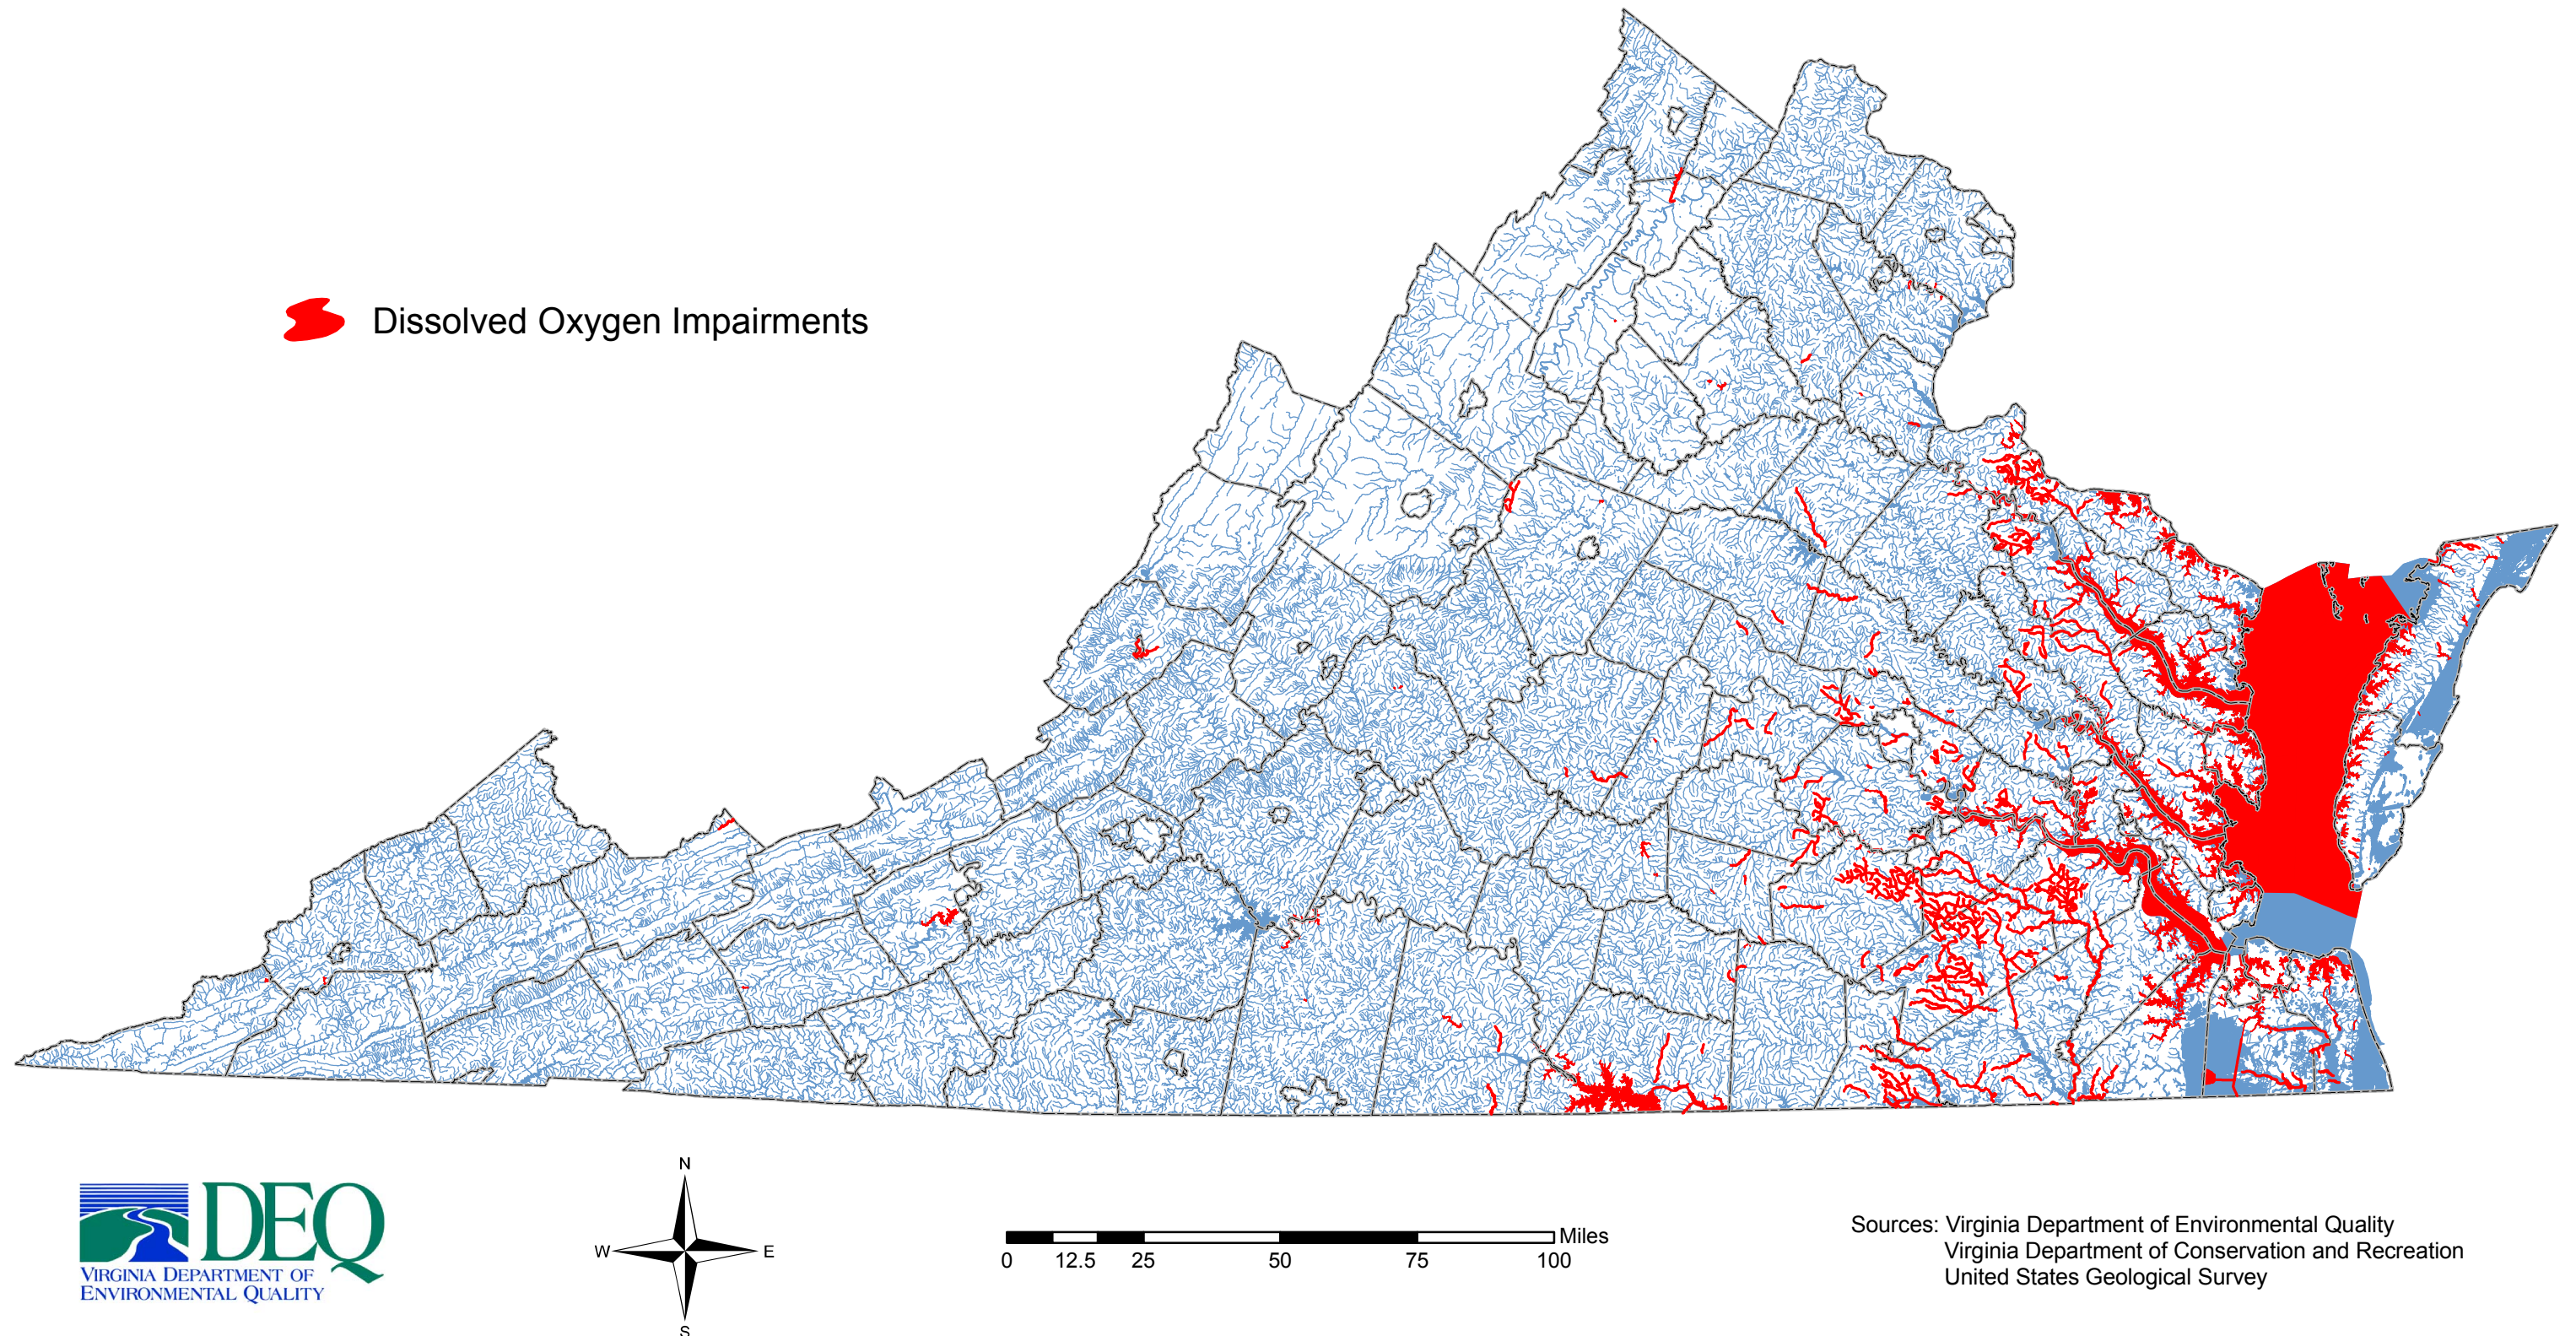 Dissolved Oxygen Impairments
DEQ
VIRGINIA DEPARTMENT OF
ENVIRONMENTAL QUALITY
N
W
E
S
0 12.5 25 50 75 100
Miles
Sources: Virginia Department of Environmental Quality
Virginia Department of Conservation and Recreation
United States Geological Survey